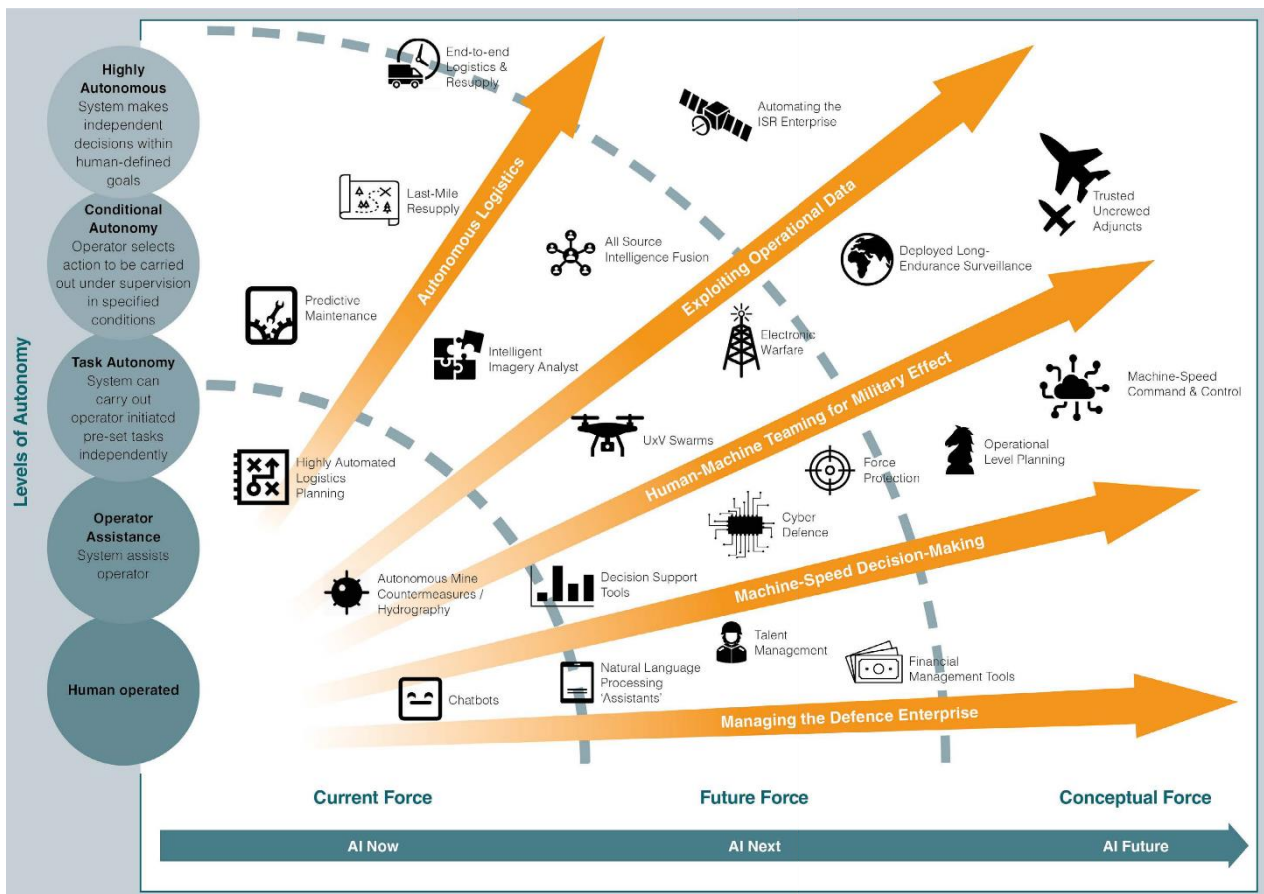 Levels of Autonomy
Highly
Autonomous
System makes
independent
decisions within
human-defined
goals
Conditional
Autonomy
Operator selects
action to be carried
out under supervision
in specified
conditions
Task Autonomy
System can
carry out
operator initiated
pre-set tasks
independently
Operator
Assistance
System assists
operator
Human operated
End-to-end
Logistics &
Resupply
Last-Mile
Resupply
Predictive
Maintenance
Highly Automated
Logistics
Planning
Autonomous Logistics
Automating the
ISR Enterprise
All Source
Intelligence Fusion
Intelligent
Imagery Analyst
Exploiting Operational Data
Trusted
Uncrewed
Adjuncts
Deployed Long-
Endurance Surveillance
Electronic
Warfare
UxV Swarms
Autonomous Mine
Countermeasures /
Hydrography
Human-Machine Teaming for Military Effect
Machine-Speed
Command & Control
Operational
Level Planning
Force
Protection
Cyber
Defence
Decision Support
Tools
Machine-Speed Decision-Making
Talent
Management
Financial
Management Tools
Natural Language
Processing
‘Assistants’
Chatbots
Managing the Defence Enterprise
Current Force
Future Force
Conceptual Force
AI Now
AI Next
AI Future